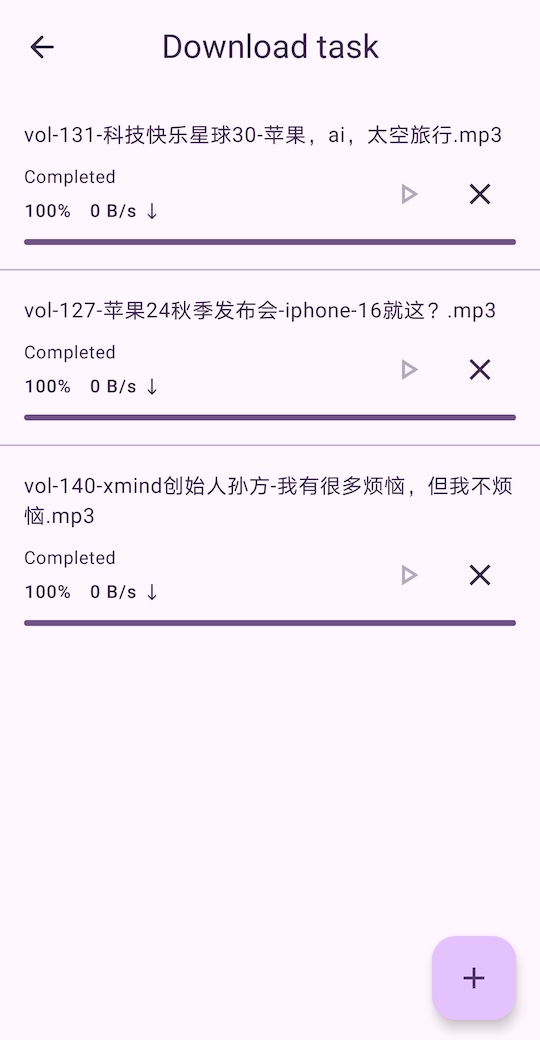 Download task
vol-131-科技快乐星球30-苹果，ai，太空旅行.mp3
Completed
100% 0 B/s ↓
vol-127-苹果24秋季发布会-iphone-16就这？.mp3
Completed
100% 0 B/s ↓
vol-140-xmind创始人孙方-我有很多烦恼，但我不烦
恼.mp3
Completed
100% 0 B/s ↓